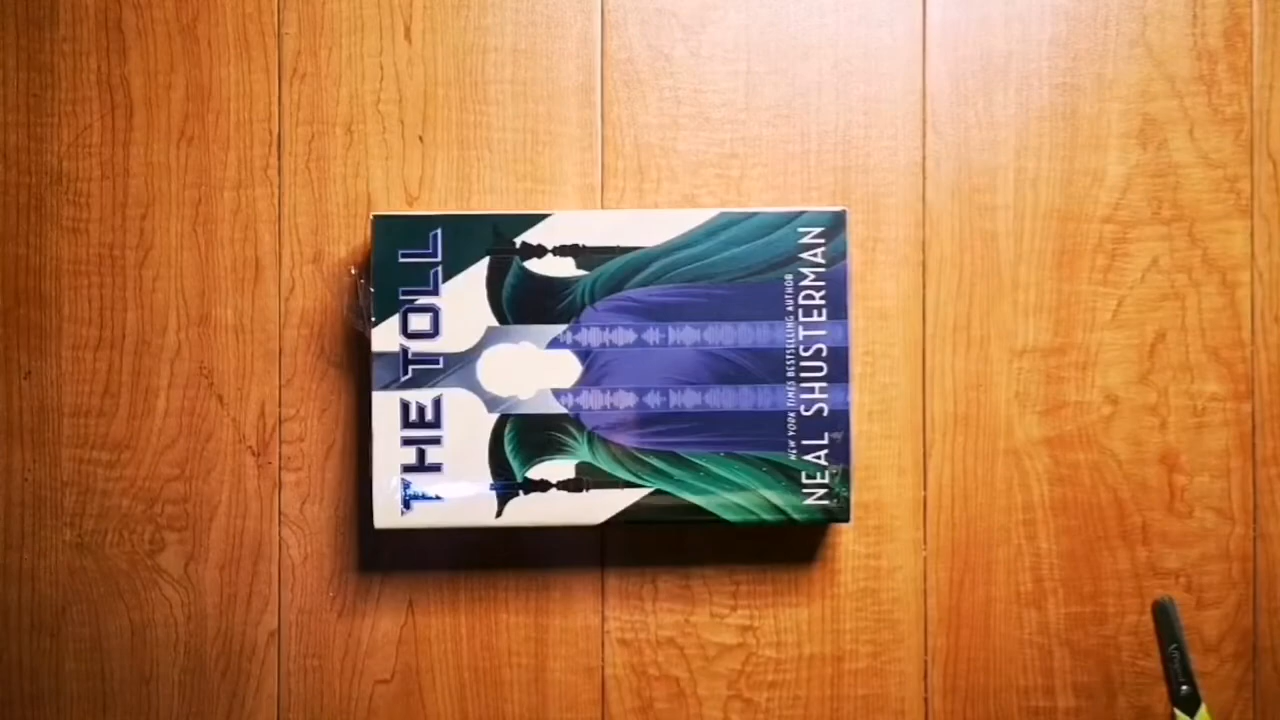 THE TOLL
NEW YORK TIMES BESTSELLING AUTHOR
NEAL SHUSTERMAN